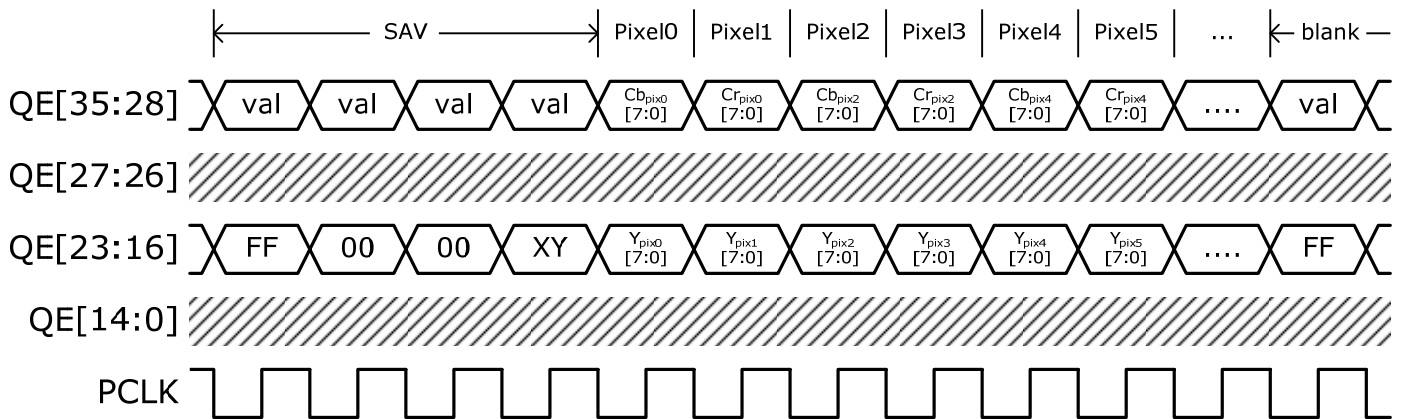 SAV Pixel0 Pixel1 Pixel2 Pixel3 Pixel4 Pixel5 ... blank
QE[35:28] val val val val Cbpix0 [7:0] Crpix0 [7:0] Cbpix2 [7:0] Crpix2 [7:0] Cbpix4 [7:0] Crpix4 [7:0] .... val
QE[27:26]
QE[23:16] FF 00 00 XY Ypix0 [7:0] Ypix1 [7:0] Ypix2 [7:0] Ypix3 [7:0] Ypix4 [7:0] Ypix5 [7:0] .... FF
QE[14:0]
PCLK